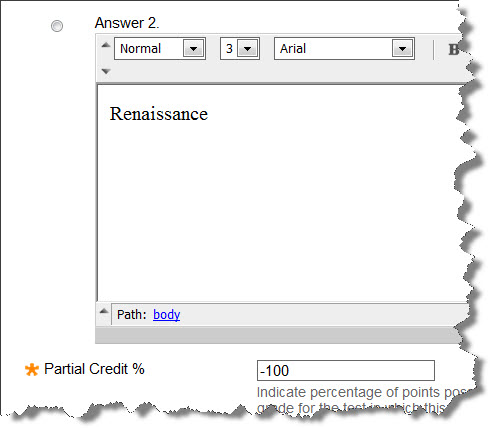 Answer 2.
Normal 3 Arial B
Renaissance
Path: body
Partial Credit % -100
Indicate percentage of points
grade for the test in which this